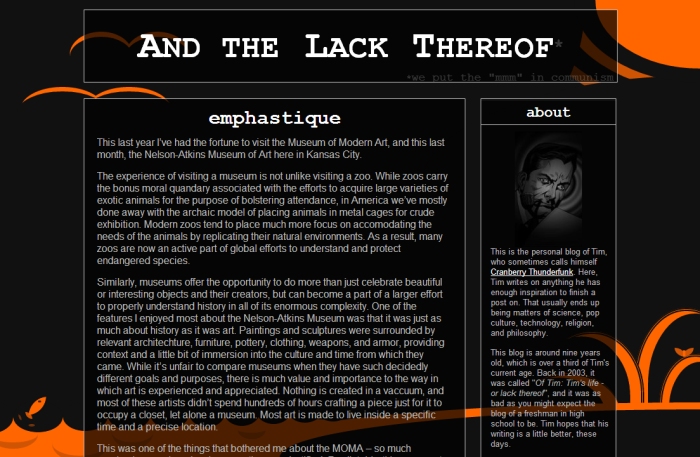 And the Lack Thereof*
*we put the "mmm" in communism
emphastique
This last year I've had the fortune to visit the Museum of Modern Art, and this last
month, the Nelson-Atkins Museum of Art here in Kansas City.
The experience of visiting a museum is not unlike visiting a zoo. While zoos carry
the bonus moral quandary associated with the efforts to acquire large varieties of
exotic animals for the purpose of bolstering attendance, in America we've mostly
done away with the archaic model of placing animals in metal cages for crude
exhibition. Modern zoos tend to place much more focus on accomodating the
needs of the animals by replicating their natural environments. As a result, many
zoos are now an active part of global efforts to understand and protect
endangered species.
Similarly, museums offer the opportunity to do more than just celebrate beautiful
or interesting objects and their creators, but can become a part of a larger effort
to properly understand history in all of its enormous complexity. One of the
features I enjoyed most about the Nelson-Atkins Museum was that it was just as
much about history as it was art. Paintings and sculptures were surrounded by
relevant architechture, furniture, pottery, clothing, weapons, and armor, providing
context and a little bit of immersion into the culture and time from which they
came. While it's unfair to compare museums when they have such decidedly
different goals and purposes, there is much value and importance to the way in
which art is experienced and appreciated. Nothing is created in a vaccuum, and
most of these artists didn't spend hundreds of hours crafting a piece just for it to
occupy a closet, let alone a museum. Most art is made to live inside a specific
time and a precise location.
This was one of the things that bothered me about the MOMA – so much
about
This is the personal blog of Tim,
who sometimes calls himself
Cranberry Thunderfunk. Here,
Tim writes on anything he has
enough inspiration to finish a
post on. That usually ends up
being matters of science, pop
culture, technology, religion,
and philosophy.
This blog is around nine years
old, which is over a third of Tim's
current age. Back in 2003, it
was called "Of Tim: Tim's life -
or lack thereof", and it was as
bad as you might expect the
blog of a freshman in high
school to be. Tim hopes that his
writing is a little better, these
days.